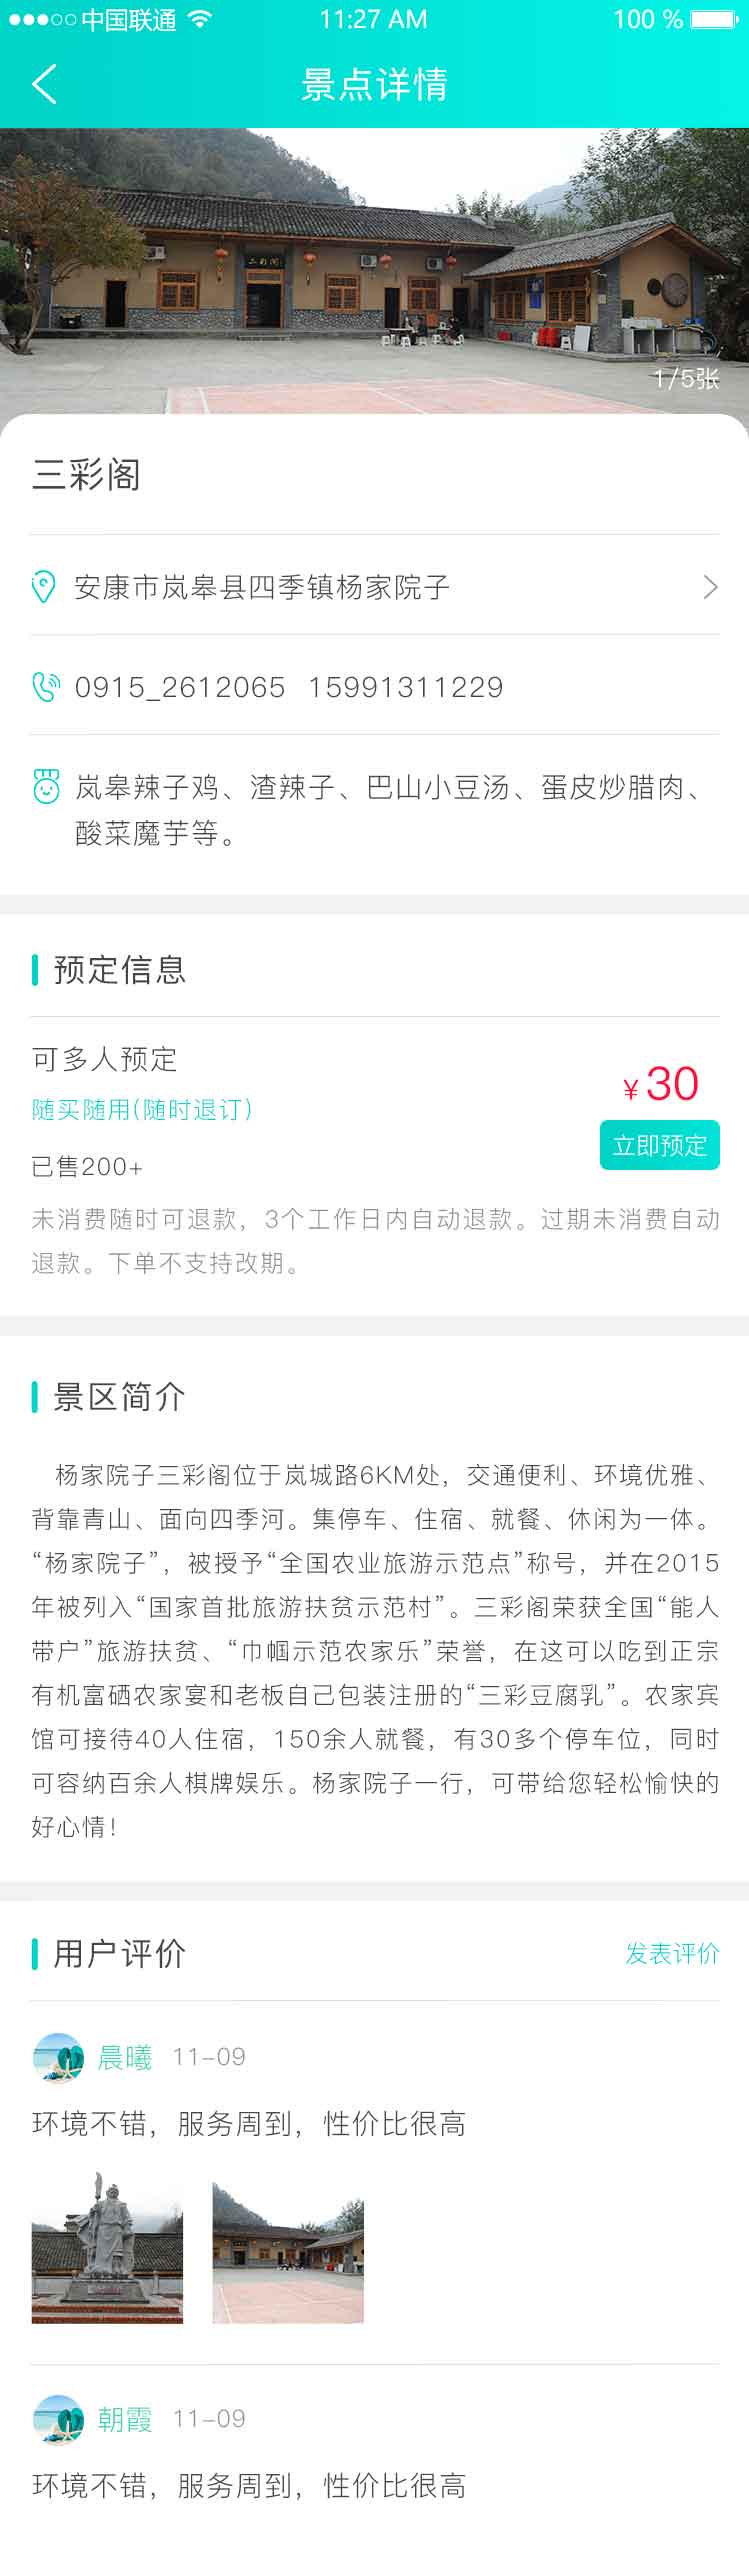 中国联通 11:27 AM 100 %
景点详情
三彩阁
1/5张
三彩阁
安康市岚皋县四季镇杨家院子
0915_2612065 15991311229
岚皋辣子鸡、渣辣子、巴山小豆汤、蛋皮炒腊肉、
酸菜魔芋等。
预定信息
可多人预定
¥30
随买随用(随时退订)
立即预定
已售200+
未消费随时可退款，3个工作日内自动退款。过期未消费自动
退款。下单不支持改期。
景区简介
杨家院子三彩阁位于岚城路6KM处，交通便利、环境优雅、
背靠青山、面向四季河。集停车、住宿、就餐、休闲为一体。
“杨家院子”，被授予“全国农业旅游示范点”称号，并在2015
年被列入“国家首批旅游扶贫示范村”。三彩阁荣获全国“能人
带户”旅游扶贫、“巾帼示范农家乐”荣誉，在这可以吃到正宗
有机富硒农家宴和老板自己包装注册的“三彩豆腐乳”。农家宾
馆可接待40人住宿，150余人就餐，有30多个停车位，同时
可容纳百余人棋牌娱乐。杨家院子一行，可带给您轻松愉快的
好心情！
用户评价 发表评价
晨曦 11-09
环境不错，服务周到，性价比很高
朝霞 11-09
环境不错，服务周到，性价比很高